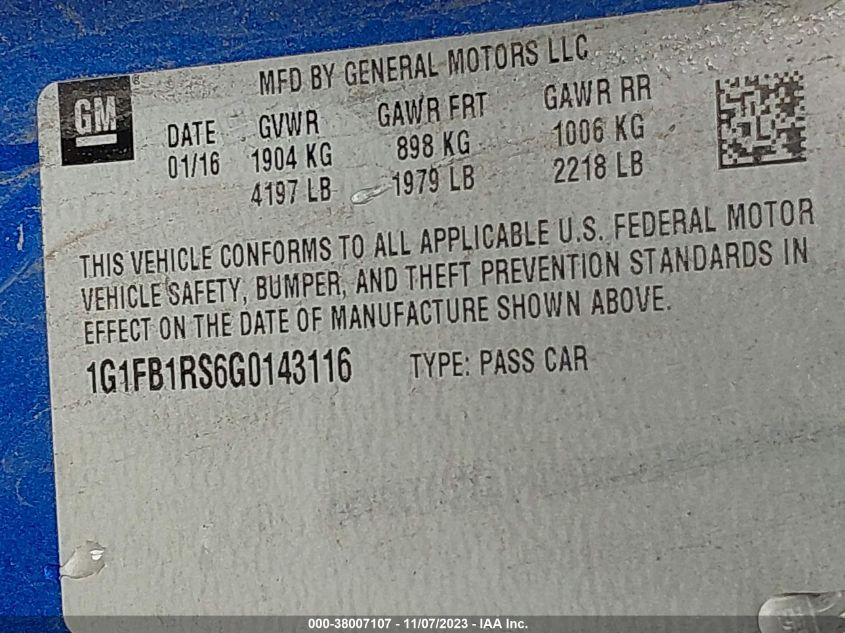 MFD BY GENERAL MOTORS LLC
GM
DATE GVWR GAWR FRT GAWR RR
01/16 1904 KG 898 KG 1006 KG
4197 LB 1979 LB 2218 LB
THIS VEHICLE CONFORMS TO ALL APPLICABLE U.S. FEDERAL MOTOR
VEHICLE SAFETY, BUMPER, AND THEFT PREVENTION STANDARDS IN
EFFECT ON THE DATE OF MANUFACTURE SHOWN ABOVE.
1G1FB1RS6G0143116 TYPE: PASS CAR
000-38007107 - 11/07/2023 - IAA Inc.